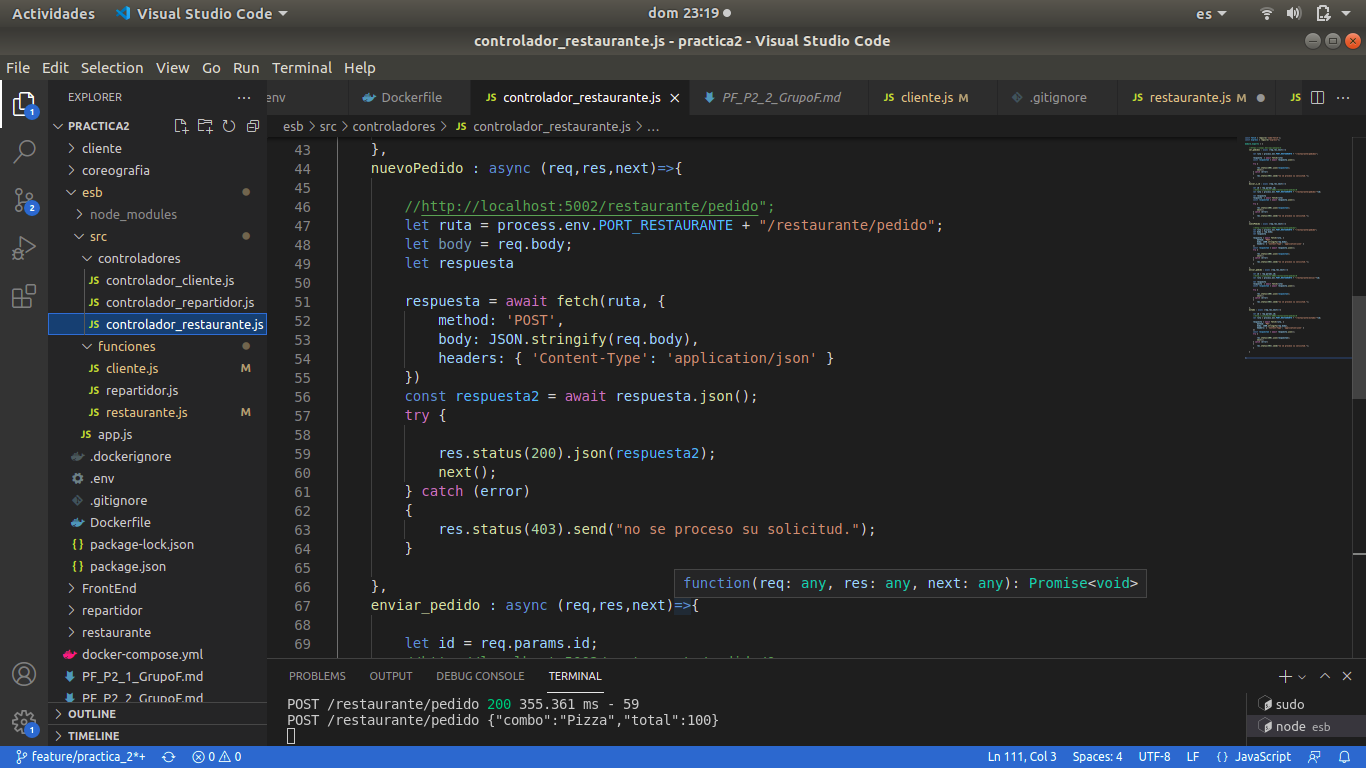 Actividades Visual Studio Code dom 23:19 es
controlador_restaurante.js - practica2 - Visual Studio Code
File Edit Selection View Go Run Terminal Help
EXPLORER
env Dockerfile JS controlador_restaurante.js PF_P2_2_GrupoF.md JS cliente.js M .gitignore JS restaurante.js M JS
esb > src > controladores > JS controlador_restaurante.js > ...
PRACTICA2
cliente
coreografia
esb
node_modules
src
controladores
JS controlador_cliente.js
JS controlador_repartidor.js
JS controlador_restaurante.js
funciones
JS cliente.js M
JS repartidor.js
JS restaurante.js M
JS app.js
.dockerignore
.env
.gitignore
Dockerfile
{} package-lock.json
{} package.json
FrontEnd
repartidor
restaurante
docker-compose.yml
PF_P2_1_GrupoF.md
PF_P2_2_GrupoF.md
OUTLINE
TIMELINE
43 },
44 nuevoPedido : async (req,res,next)=>{
45
46 //http://localhost:5002/restaurante/pedido";
47 let ruta = process.env.PORT_RESTAURANTE + "/restaurante/pedido";
48 let body = req.body;
49 let respuesta
50
51 respuesta = await fetch(ruta, {
52 method: 'POST',
53 body: JSON.stringify(req.body),
54 headers: { 'Content-Type': 'application/json' }
55 })
56 const respuesta2 = await respuesta.json();
57 try {
58
59 res.status(200).json(respuesta2);
60 next();
61 } catch (error)
62 {
63 res.status(403).send("no se proceso su solicitud.");
64 }
65
66 },
function(req: any, res: any, next: any): Promise<void>
67 enviar_pedido : async (req,res,next)=>{
68
69 let id = req.params.id;
PROBLEMS OUTPUT DEBUG CONSOLE TERMINAL
POST /restaurante/pedido 200 355.361 ms - 59
POST /restaurante/pedido {"combo":"Pizza","total":100}
sudo
node esb
1
2
1
feature/practica_2*+ 0 0 Ln 111, Col 3 Spaces: 4 UTF-8 LF {} JavaScript